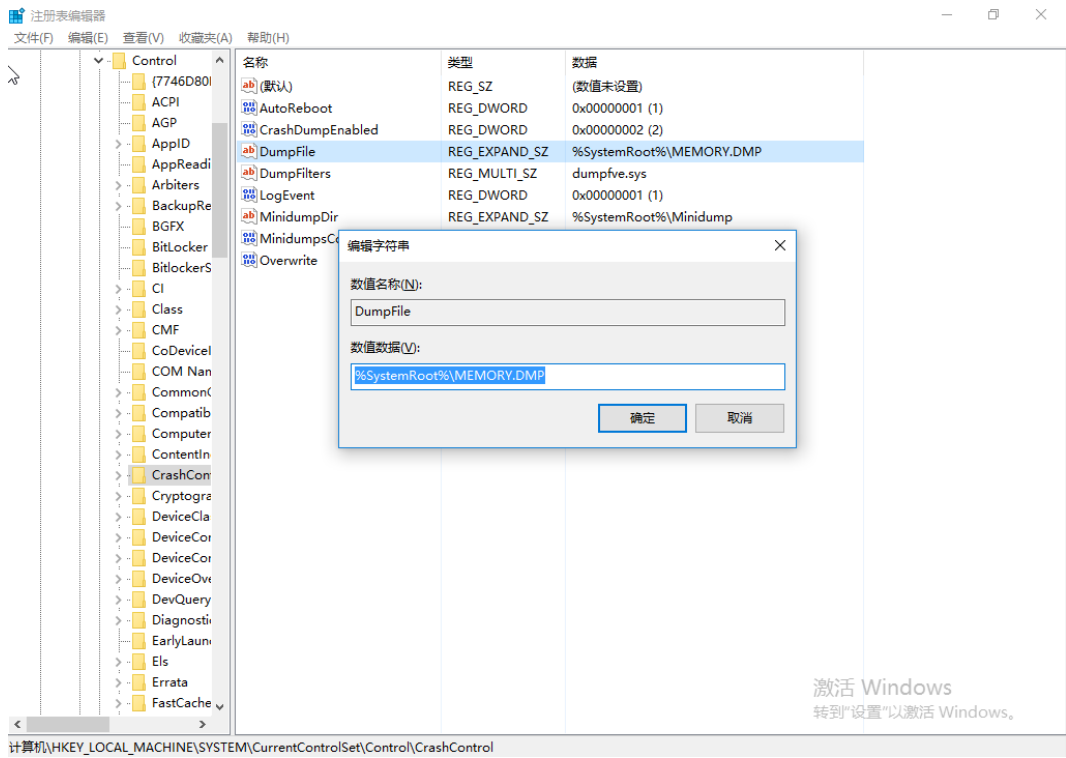 注册表编辑器
文件(F) 编辑(E) 查看(V) 收藏夹(A) 帮助(H)
Control
{7746D80
ACPI
AGP
AppID
AppReadi
Arbiters
BackupRe
BGFX
BitLocker
BitlockerS
CI
Class
CMF
CoDeviceI
COM Nam
Common
Compatib
Computer
ContentIn
CrashCont
Cryptogra
DeviceCla
DeviceCor
DeviceCor
DeviceOve
DevQuery
Diagnosti
EarlyLaun
Els
Errata
FastCache
名称 类型 数据
(默认) REG_SZ (数值未设置)
AutoReboot REG_DWORD 0x00000001 (1)
CrashDumpEnabled REG_DWORD 0x00000002 (2)
DumpFile REG_EXPAND_SZ %SystemRoot%\MEMORY.DMP
DumpFilters REG_MULTI_SZ dumpfve.sys
LogEvent REG_DWORD 0x00000001 (1)
MinidumpDir REG_EXPAND_SZ %SystemRoot%\Minidump
MinidumpsCo
Overwrite
编辑字符串
数值名称(N):
DumpFile
数值数据(V):
%SystemRoot%\MEMORY.DMP
确定 取消
激活 Windows
转到"设置"以激活 Windows。
计算机\HKEY_LOCAL_MACHINE\SYSTEM\CurrentControlSet\Control\CrashControl